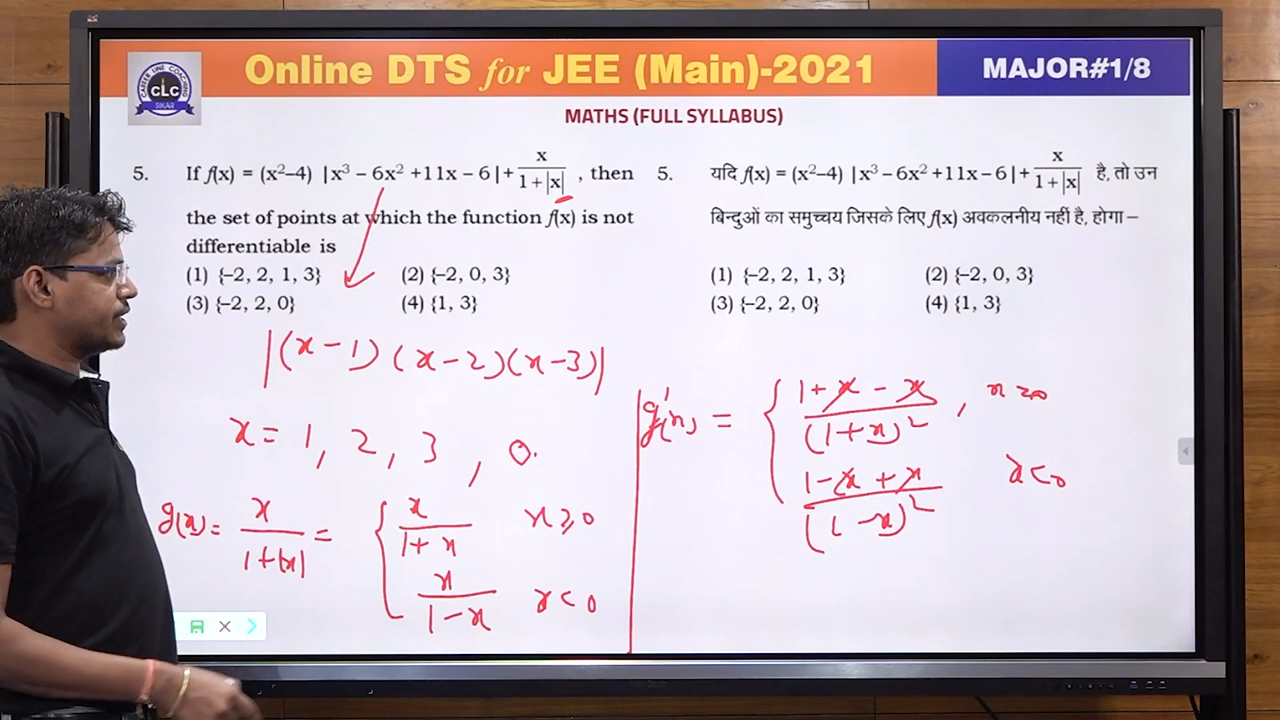 Online DTS for JEE (Main)-2021
MAJOR#1/8
CAREER LINE COACHING
CLC
SIKAR
MATHS (FULL SYLLABUS)
5. If f(x) = (x²–4) |x³ – 6x² +11x – 6| + x/(1+|x|), then
the set of points at which the function f(x) is not
differentiable is
(1) {–2, 2, 1, 3} (2) {–2, 0, 3}
(3) {–2, 2, 0} (4) {1, 3}
5. यदि f(x) = (x²–4) |x³ – 6x² +11x – 6| + x/(1+|x|) है, तो उन
बिन्दुओं का समुच्चय जिसके लिए f(x) अवकलनीय नहीं है, होगा –
(1) {–2, 2, 1, 3} (2) {–2, 0, 3}
(3) {–2, 2, 0} (4) {1, 3}
|(x-1)(x-2)(x-3)|
x = 1, 2, 3, 0.
g(x) = x/(1+|x|) = { x/(1+x) x ≥ 0
x/(1-x) x < 0
g'(x) = { (1+x-x)/(1+x)², x ≥ 0
(1-x+x)/(1-x)² x < 0